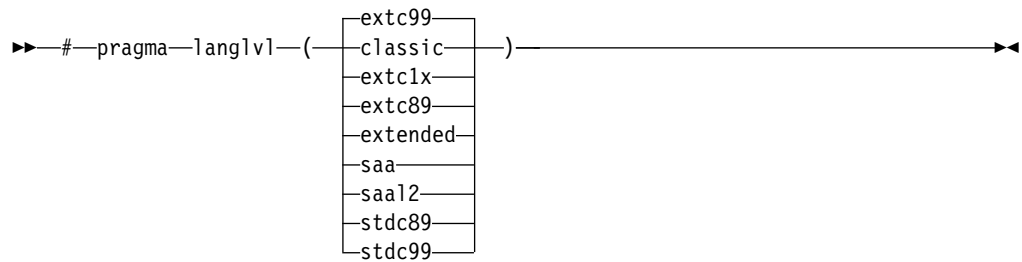 extc99
# pragma langlvl ( classic )
extc1x
extc89
extended
saa
saal2
stdc89
stdc99